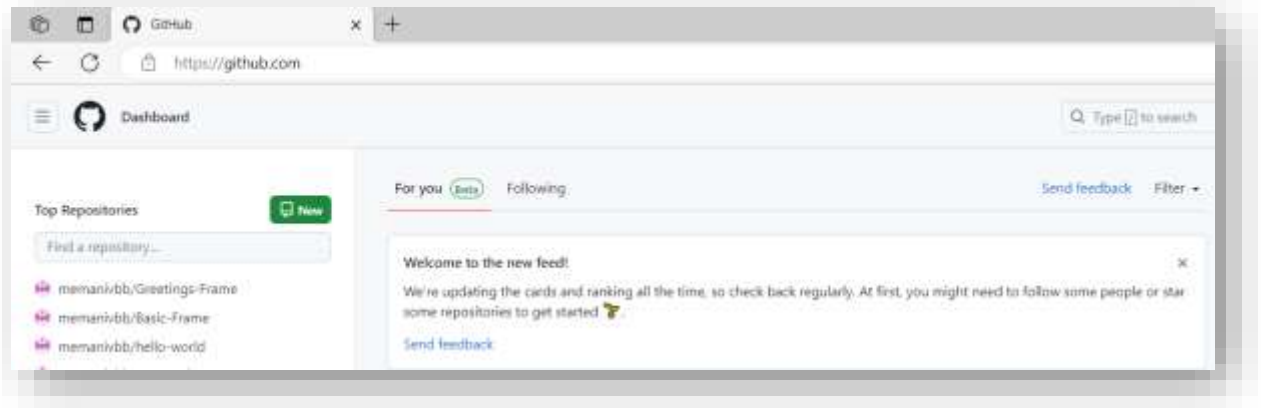 GitHub
https://github.com
Dashboard
Type / to search
For you Beta Following
Send feedback Filter
Top Repositories New
Find a repository...
Welcome to the new feed!
We're updating the cards and ranking all the time, so check back regularly. At first, you might need to follow some people or star
some repositories to get started
Send feedback
memanivbb/Greetings-Frame
memanivbb/Basic-Frame
memanivbb/hello-world